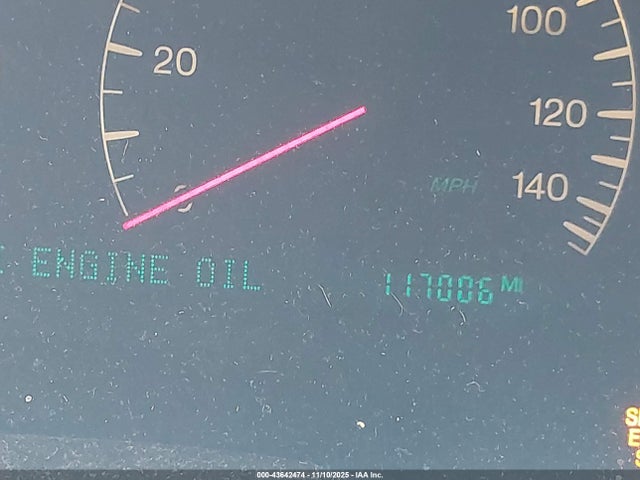 100
20
120
MPH
140
0
ENGINE OIL
117006 MI
S
E
S
000-43642474 - 11/10/2025 - IAA Inc.